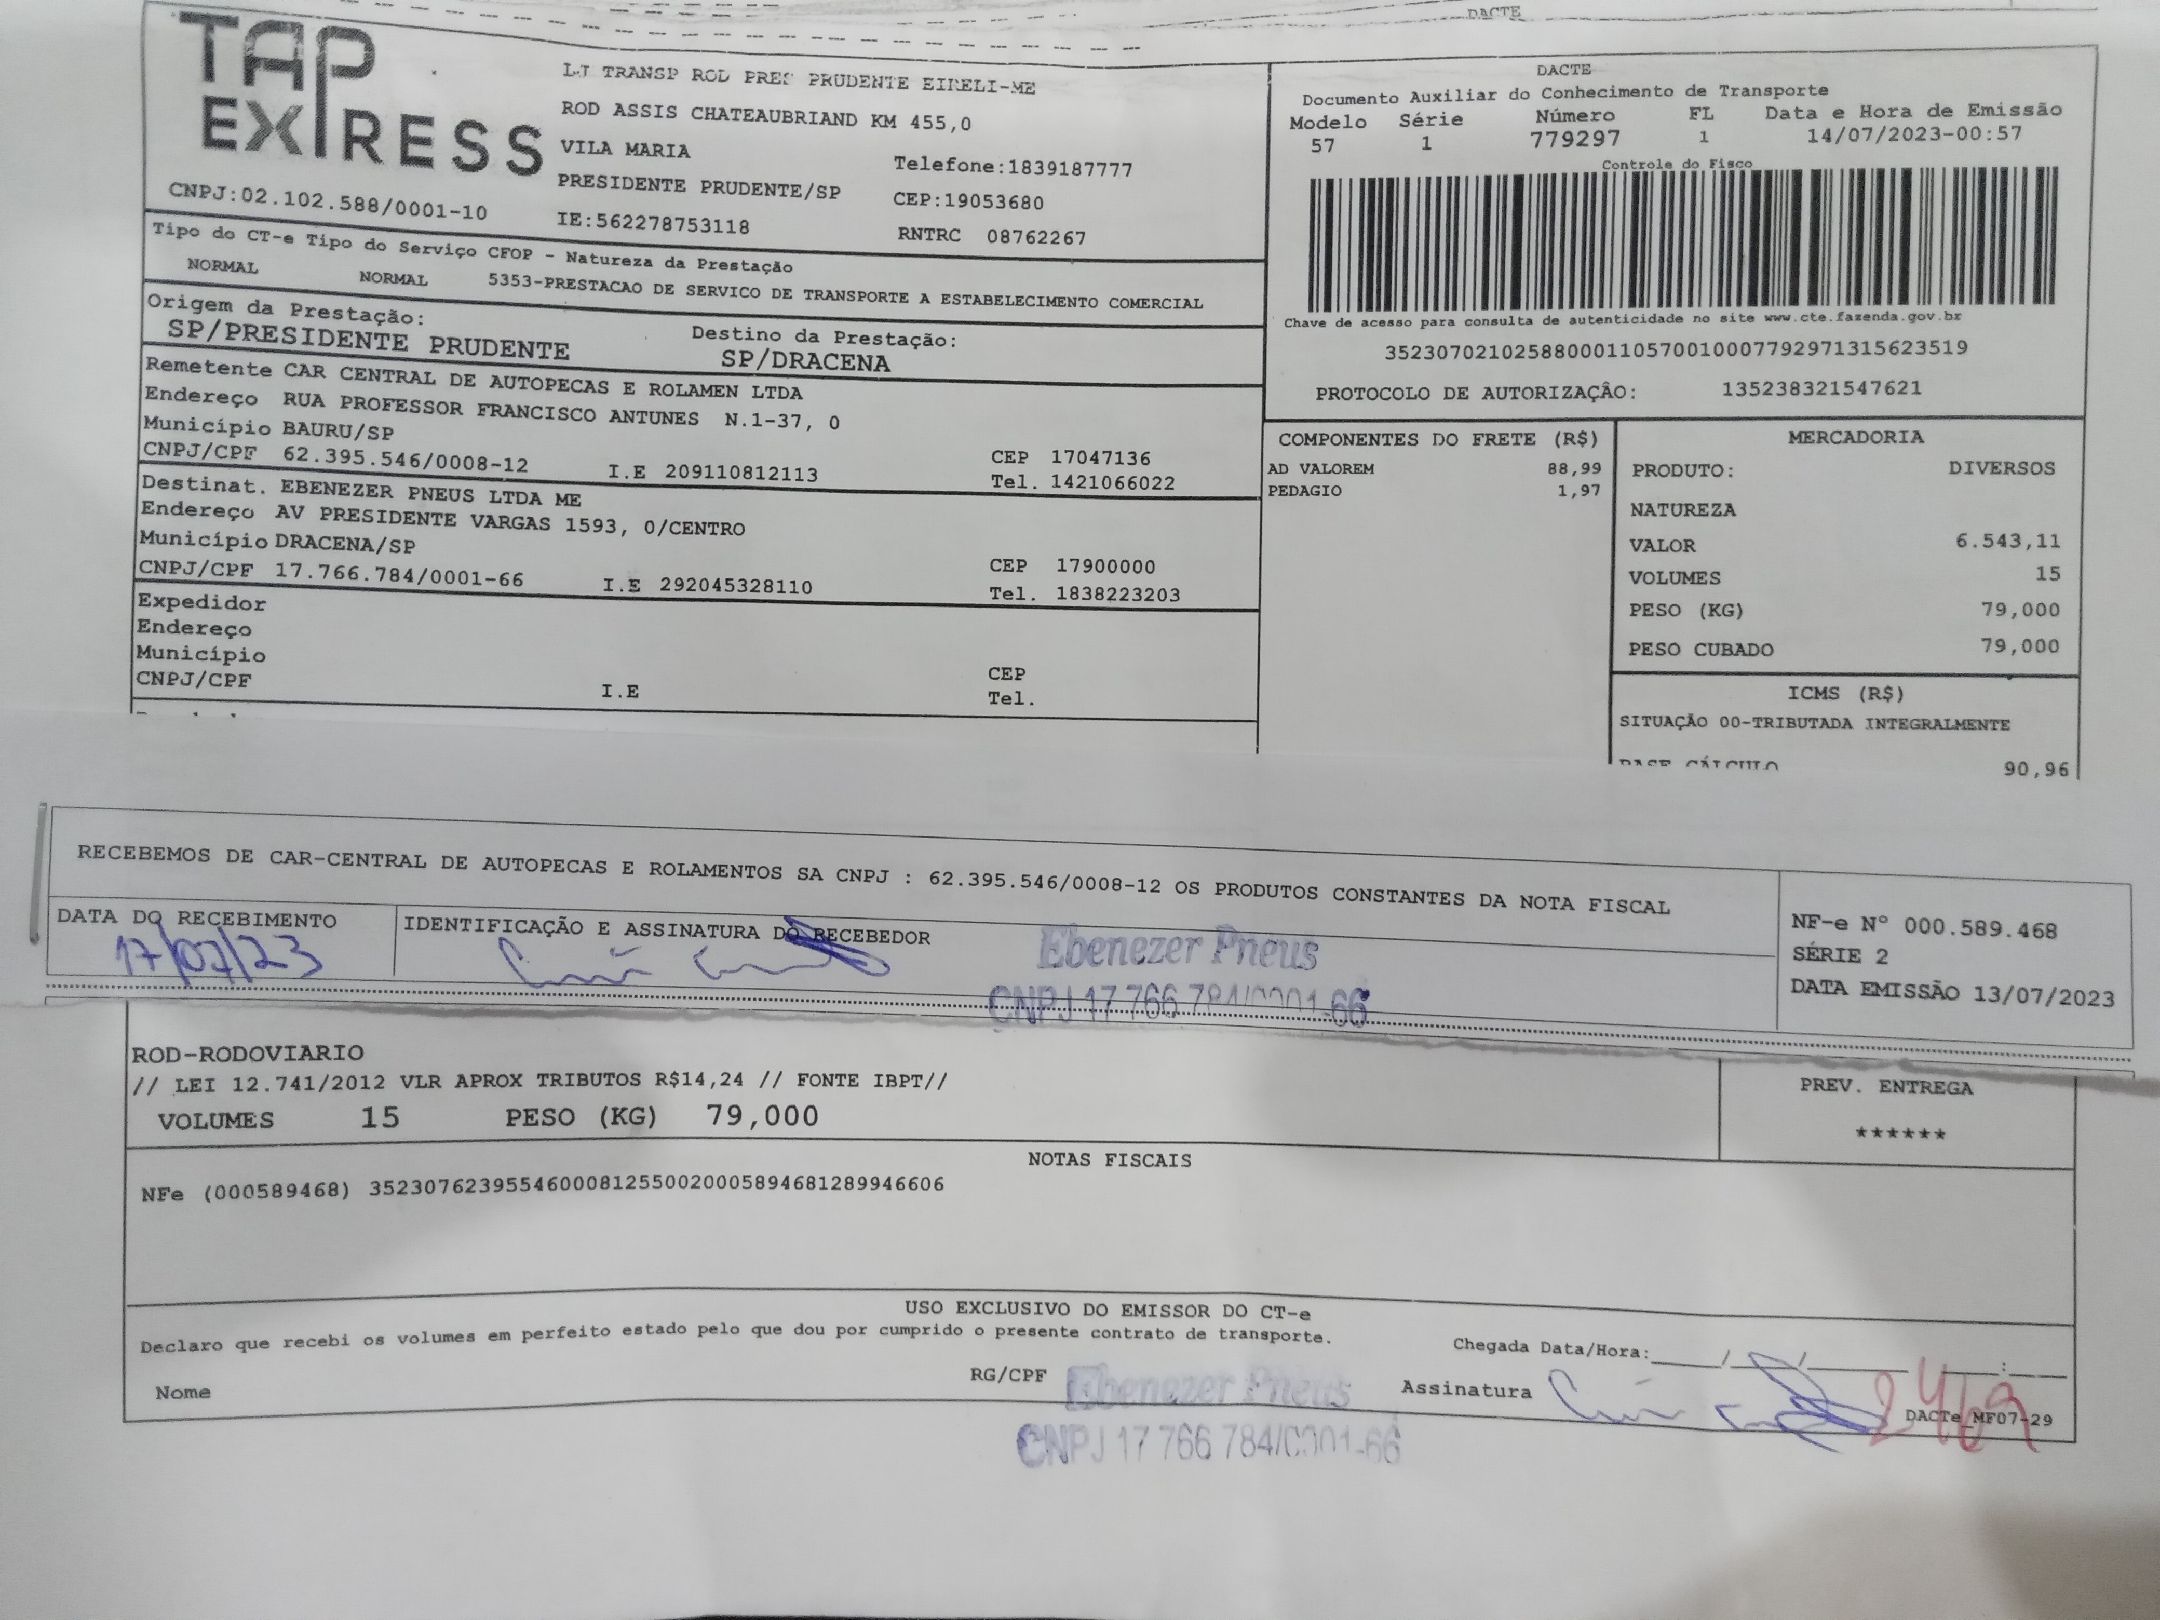 DACTE
TAP EXPRESS
LJ TRANSP ROD PRES PRUDENTE EIRELI-ME
ROD ASSIS CHATEAUBRIAND KM 455,0
VILA MARIA
Telefone:1839187777
PRESIDENTE PRUDENTE/SP
CEP:19053680
CNPJ:02.102.588/0001-10
IE:562278753118
RNTRC 08762267
DACTE
Documento Auxiliar do Conhecimento de Transporte
Modelo Série Número FL Data e Hora de Emissão
57 1 779297 1 14/07/2023-00:57
Controle do Fisco
Chave de acesso para consulta de autenticidade no site www.cte.fazenda.gov.br
35230702102588000110570010007792971315623519
PROTOCOLO DE AUTORIZAÇÂO: 135238321547621
Tipo do CT-e Tipo do Serviço CFOP - Natureza da Prestação
NORMAL NORMAL 5353-PRESTACAO DE SERVICO DE TRANSPORTE A ESTABELECIMENTO COMERCIAL
Origem da Prestação: Destino da Prestação:
SP/PRESIDENTE PRUDENTE SP/DRACENA
Remetente CAR CENTRAL DE AUTOPECAS E ROLAMEN LTDA
Endereço RUA PROFESSOR FRANCISCO ANTUNES N.1-37, 0
Município BAURU/SP CEP 17047136
CNPJ/CPF 62.395.546/0008-12 I.E 209110812113 Tel. 1421066022
Destinat. EBENEZER PNEUS LTDA ME
Endereço AV PRESIDENTE VARGAS 1593, 0/CENTRO
Município DRACENA/SP CEP 17900000
CNPJ/CPF 17.766.784/0001-66 I.E 292045328110 Tel. 1838223203
Expedidor
Endereço
Município CEP
CNPJ/CPF I.E Tel.
COMPONENTES DO FRETE (R$)
AD VALOREM 88,99
PEDAGIO 1,97
MERCADORIA
PRODUTO: DIVERSOS
NATUREZA
VALOR 6.543,11
VOLUMES 15
PESO (KG) 79,000
PESO CUBADO 79,000
ICMS (R$)
SITUAÇÃO 00-TRIBUTADA INTEGRALMENTE
BASE CÁLCULO 90,96
RECEBEMOS DE CAR-CENTRAL DE AUTOPECAS E ROLAMENTOS SA CNPJ : 62.395.546/0008-12 OS PRODUTOS CONSTANTES DA NOTA FISCAL
DATA DO RECEBIMENTO IDENTIFICAÇÃO E ASSINATURA DO RECEBEDOR
17/07/23
Ebenezer Pneus
CNPJ 17 766 784/0001-66
NF-e N° 000.589.468
SÉRIE 2
DATA EMISSÃO 13/07/2023
ROD-RODOVIARIO
// LEI 12.741/2012 VLR APROX TRIBUTOS R$14,24 // FONTE IBPT//
VOLUMES 15 PESO (KG) 79,000
PREV. ENTREGA
******
NOTAS FISCAIS
NFe (000589468) 35230762395546000812550020005894681289946606
USO EXCLUSIVO DO EMISSOR DO CT-e
Declaro que recebi os volumes em perfeito estado pelo que dou por cumprido o presente contrato de transporte.
Chegada Data/Hora:____/____/____ ____:____
Nome RG/CPF Assinatura
Ebenezer Pneus
CNPJ 17 766 784/0001-66
DACTe_MF07-29